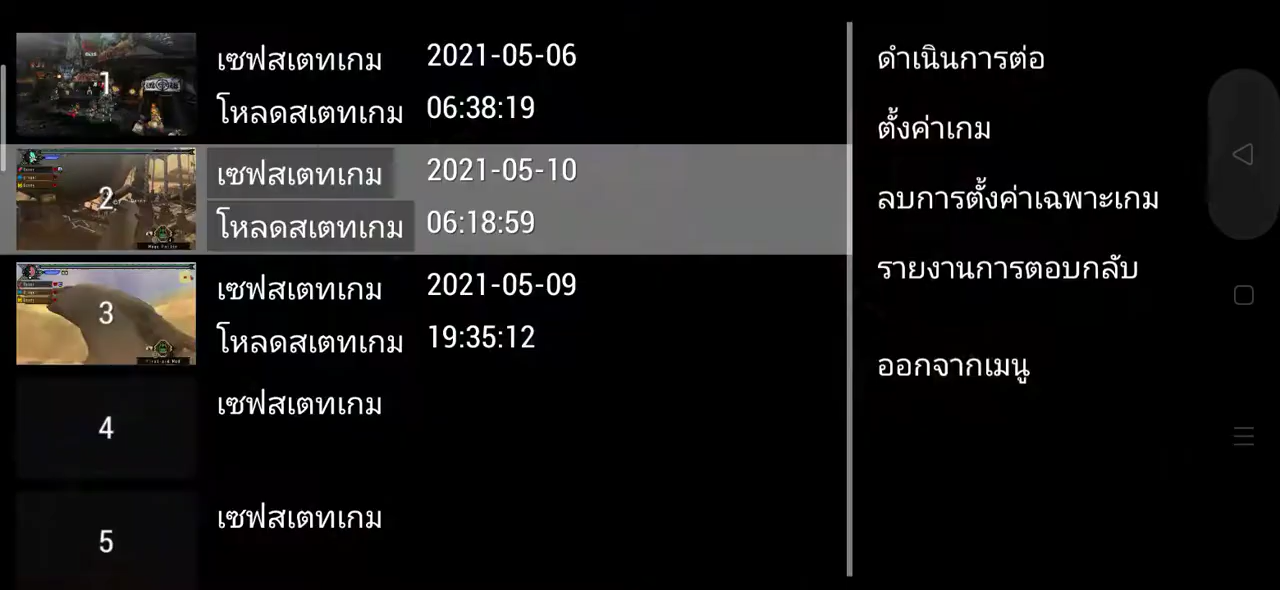 1
เซฟสเตทเกม 2021-05-06
โหลดสเตทเกม 06:38:19
2
เซฟสเตทเกม 2021-05-10
โหลดสเตทเกม 06:18:59
3
เซฟสเตทเกม 2021-05-09
โหลดสเตทเกม 19:35:12
4
เซฟสเตทเกม
5
เซฟสเตทเกม
ดำเนินการต่อ
ตั้งค่าเกม
ลบการตั้งค่าเฉพาะเกม
รายงานการตอบกลับ
ออกจากเมนู